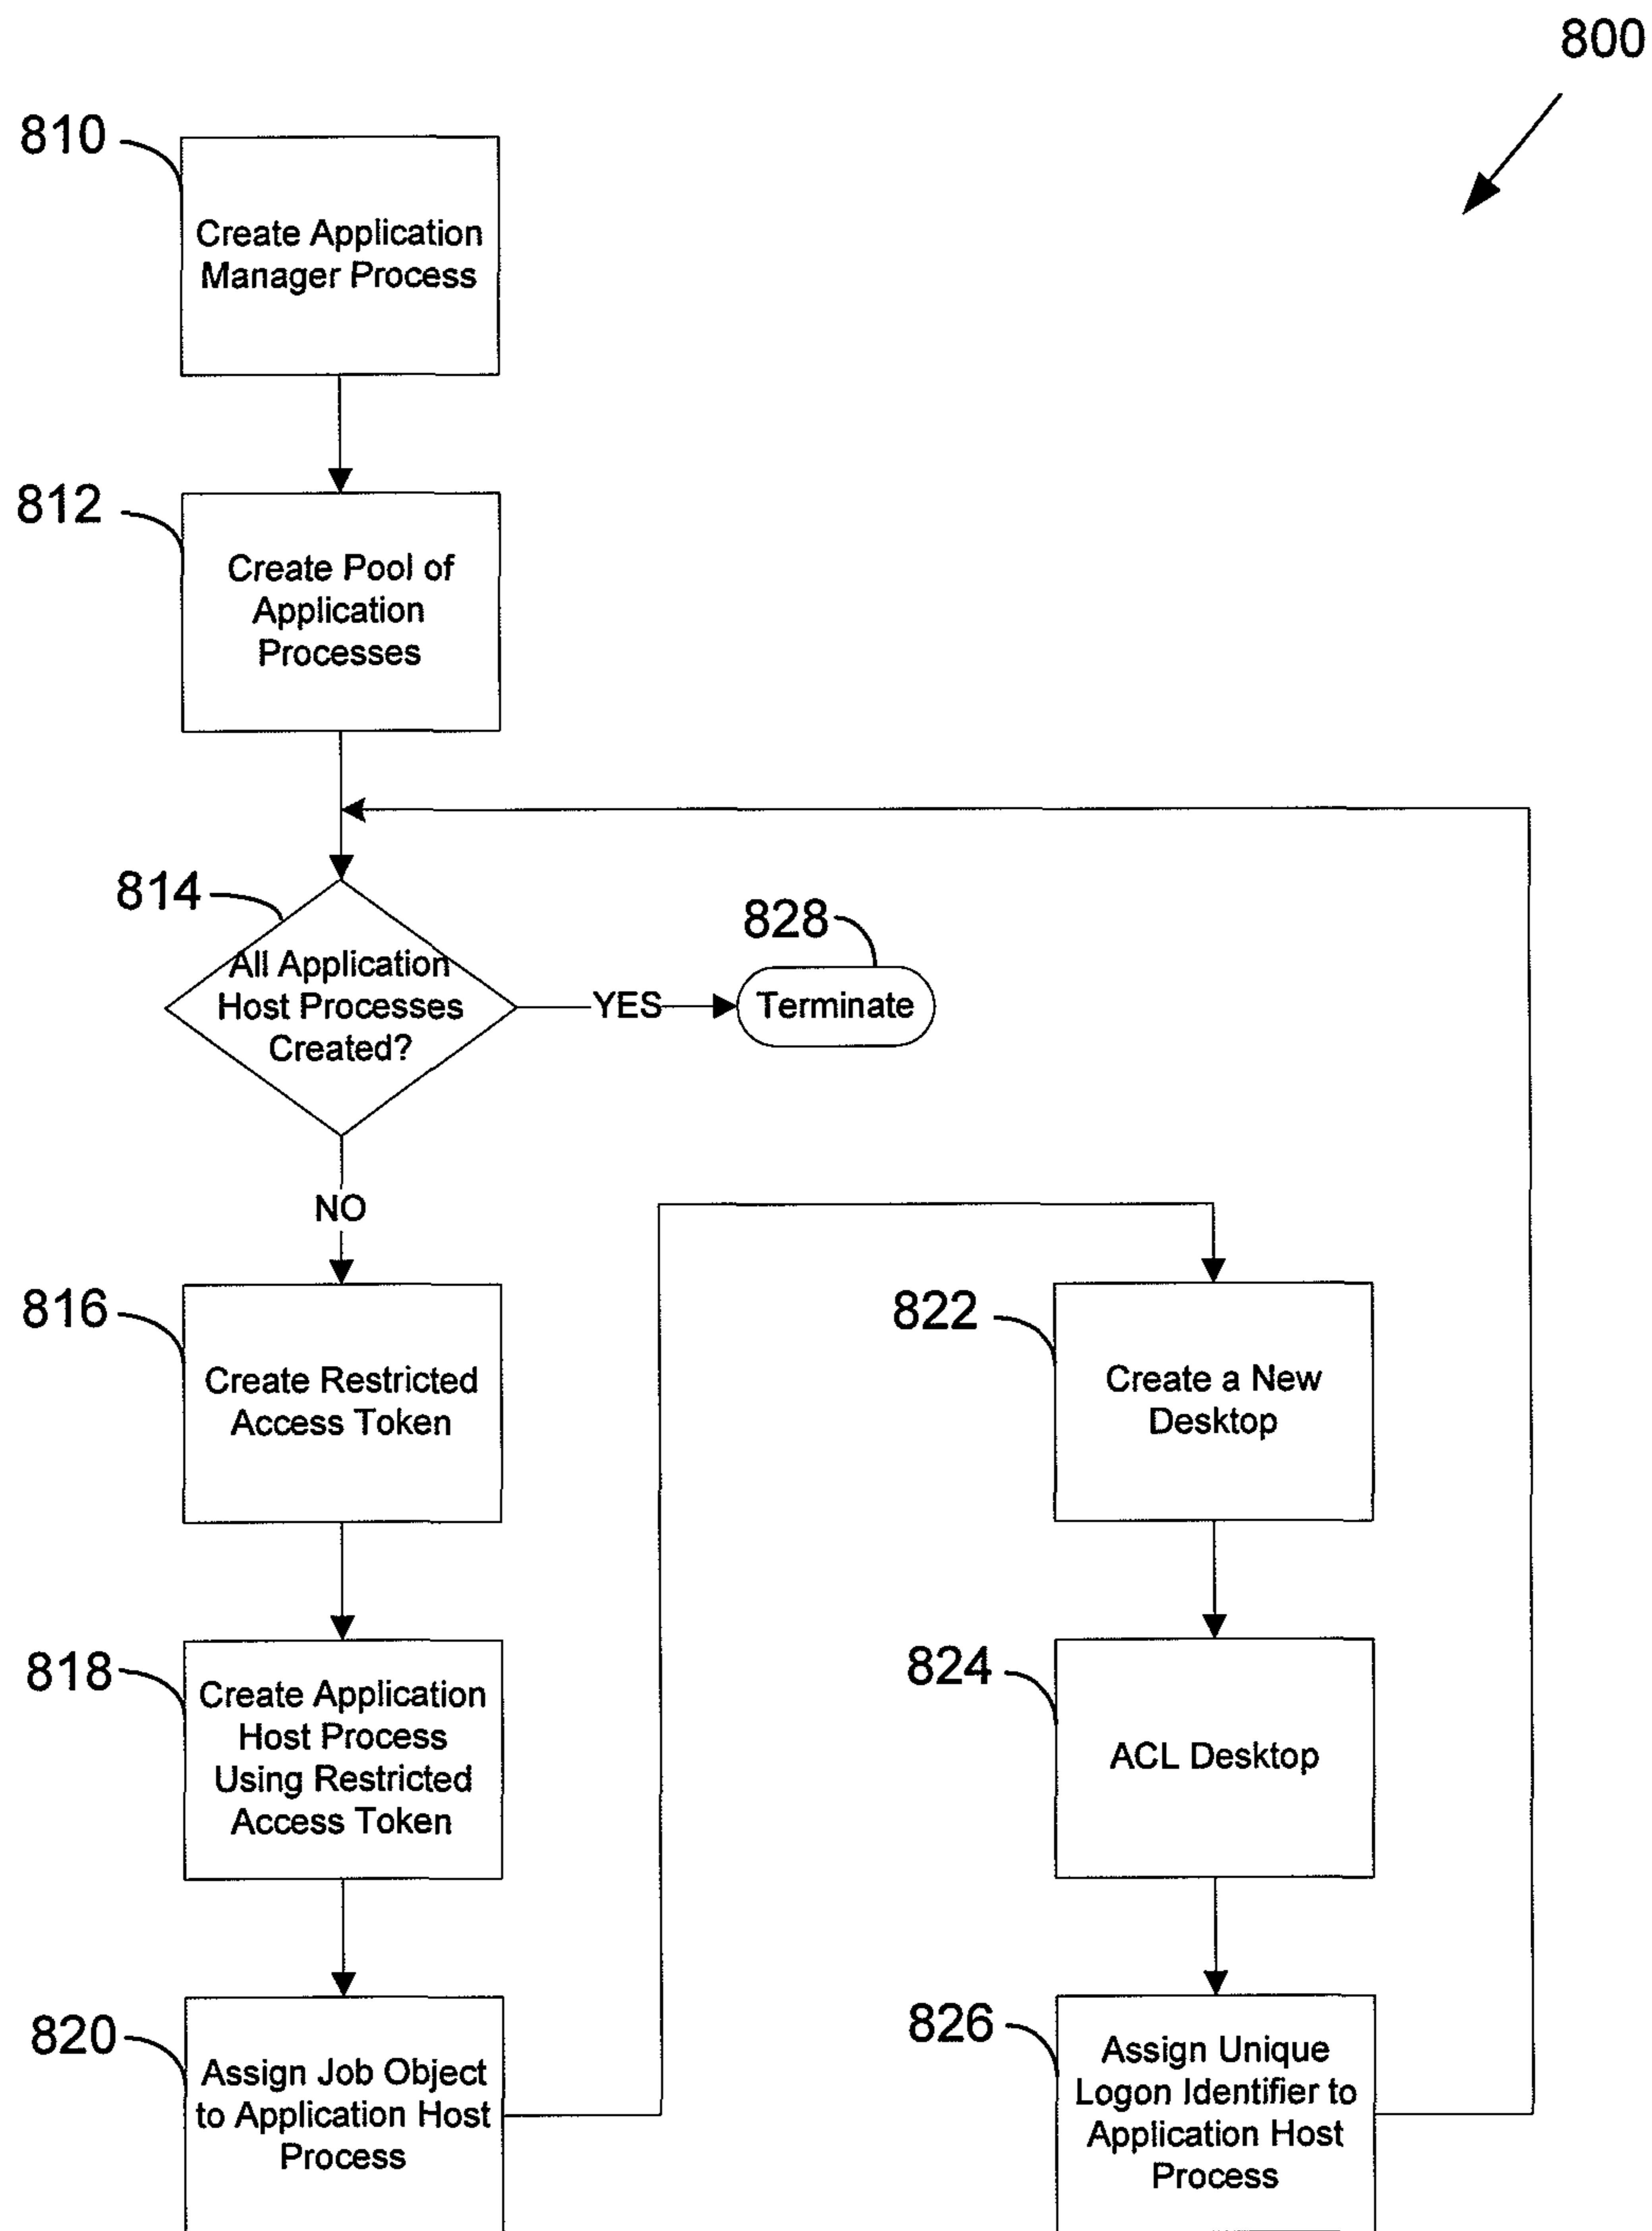 800
810
Create Application
Manager Process
812
Create Pool of
Application
Processes
814
All Application
Host Processes
Created?
YES
828
Terminate
NO
816
Create Restricted
Access Token
818
Create Application
Host Process
Using Restricted
Access Token
820
Assign Job Object
to Application Host
Process
822
Create a New
Desktop
824
ACL Desktop
826
Assign Unique
Logon Identifier to
Application Host
Process